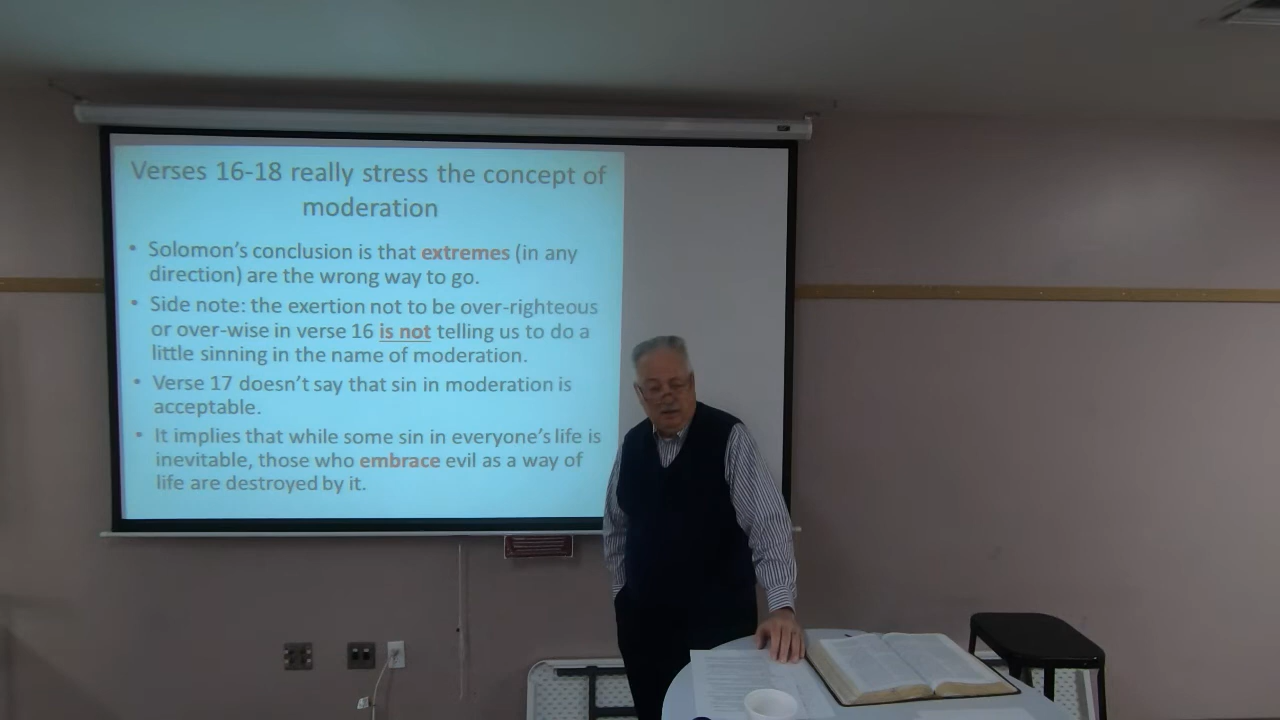 Verses 16-18 really stress the concept of
moderation
• Solomon's conclusion is that extremes (in any
direction) are the wrong way to go.
• Side note: the exertion not to be over-righteous
or over-wise in verse 16 is not telling us to do a
little sinning in the name of moderation.
• Verse 17 doesn't say that sin in moderation is
acceptable.
• It implies that while some sin in everyone's life is
inevitable, those who embrace evil as a way of
life are destroyed by it.